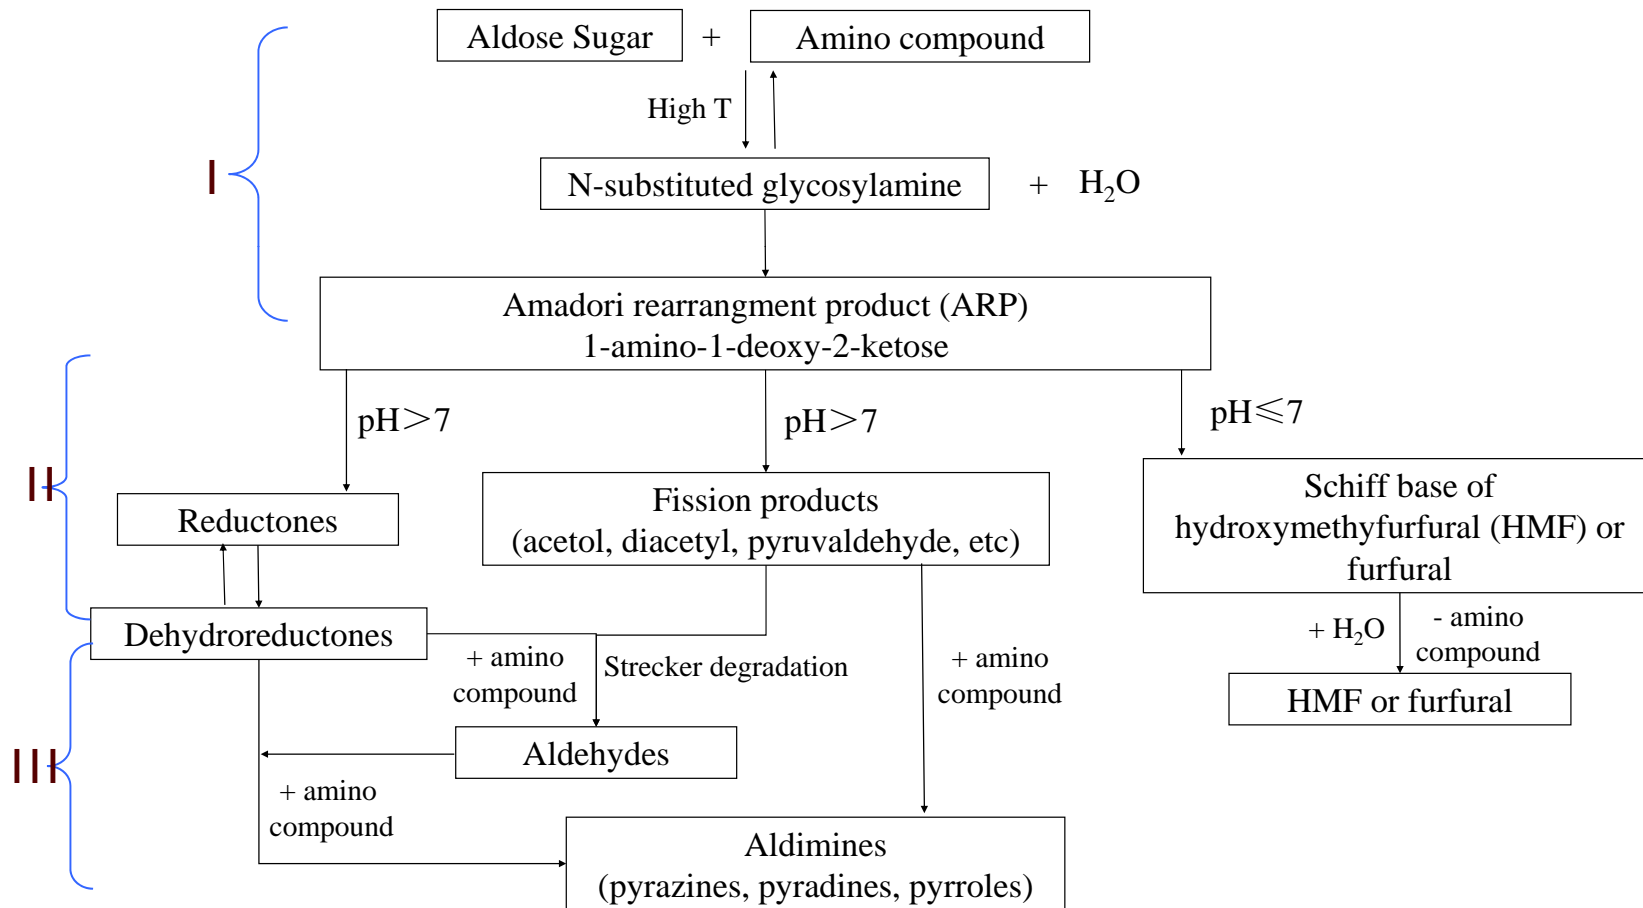 Aldose Sugar + Amino compound
High T
I
N-substituted glycosylamine + H₂O
Amadori rearrangment product (ARP)
1-amino-1-deoxy-2-ketose
pH>7
pH>7
pH≤7
II
Reductones
Fission products
(acetol, diacetyl, pyruvaldehyde, etc)
Schiff base of
hydroxymethyfurfural (HMF) or
furfural
Dehydroreductones
+ H₂O
- amino
compound
+ amino
compound
Strecker degradation
+ amino
compound
HMF or furfural
III
Aldehydes
+ amino
compound
Aldimines
(pyrazines, pyradines, pyrroles)